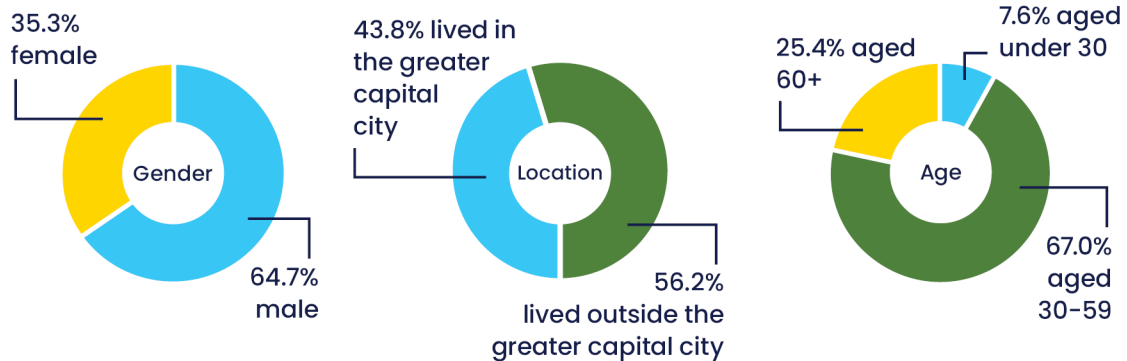 35.3%
female
Gender
64.7%
male
43.8% lived in
the greater
capital
city
Location
56.2%
lived outside the
greater capital city
25.4% aged
60+
7.6% aged
under 30
Age
67.0%
aged
30-59